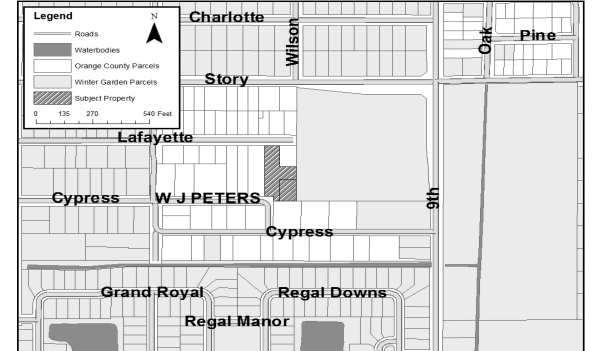 Legend
N
Roads
Waterbodies
Orange County Parcels
Winter Garden Parcels
Subject Property
0 135 270 540 Feet
Charlotte
Wilson
Oak
Pine
Story
Lafayette
Cypress
W J PETERS
9th
Cypress
Grand Royal
Regal Downs
Regal Manor